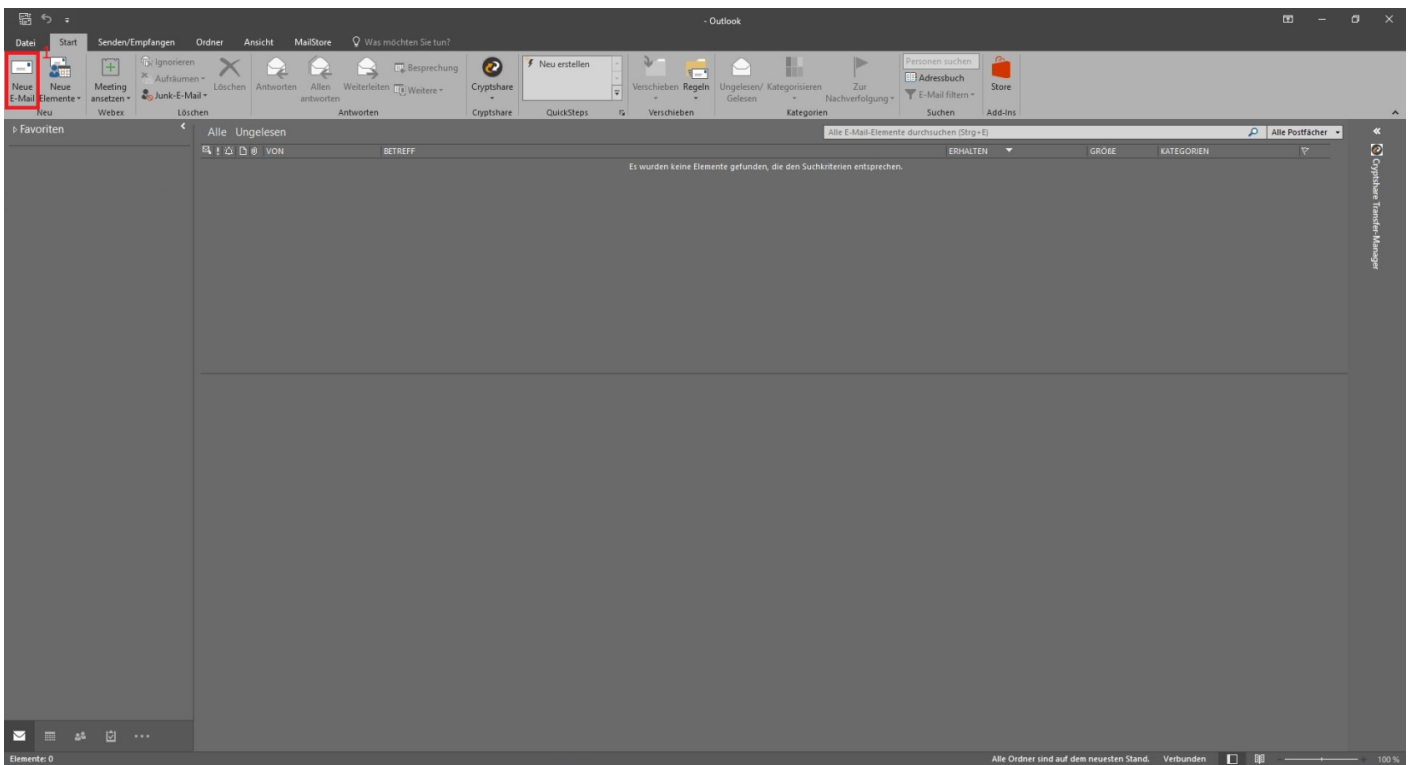 - Outlook
Datei Start Senden/Empfangen Ordner Ansicht MailStore Was möchten Sie tun?
1
Neue E-Mail
Neue Elemente
Neu
Meeting ansetzen
Webex
Ignorieren
Aufräumen
Junk-E-Mail
Löschen
Löschen
Antworten
Allen antworten
Weiterleiten
Besprechung
Weitere
Antworten
Cryptshare
Cryptshare
Neu erstellen
QuickSteps
Verschieben
Regeln
Verschieben
Ungelesen/ Gelesen
Kategorisieren
Zur Nachverfolgung
Kategorien
Personen suchen
Adressbuch
E-Mail filtern
Suchen
Store
Add-Ins
Favoriten
Alle Ungelesen
Alle E-Mail-Elemente durchsuchen (Strg+E)
Alle Postfächer
VON BETREFF ERHALTEN GRÖßE KATEGORIEN
Es wurden keine Elemente gefunden, die den Suchkriterien entsprechen.
Cryptshare Transfer-Manager
Elemente: 0
Alle Ordner sind auf dem neuesten Stand. Verbunden 100 %